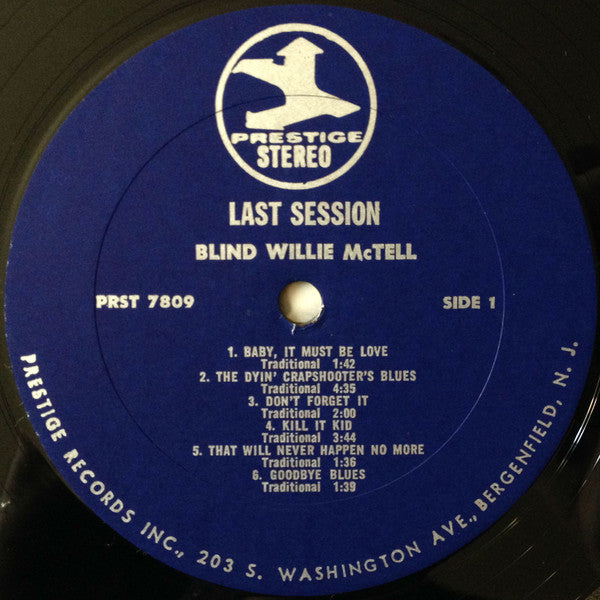 PRESTIGE
STEREO
LAST SESSION
BLIND WILLIE McTELL
PRST 7809
SIDE 1
1. BABY, IT MUST BE LOVE
Traditional 1:42
2. THE DYIN' CRAPSHOOTER'S BLUES
Traditional 4:35
3. DON'T FORGET IT
Traditional 2:00
4. KILL IT KID
Traditional 3:44
5. THAT WILL NEVER HAPPEN NO MORE
Traditional 1:36
6. GOODBYE BLUES
Traditional 1:39
PRESTIGE RECORDS INC., 203 S. WASHINGTON AVE., BERGENFIELD, N. J.